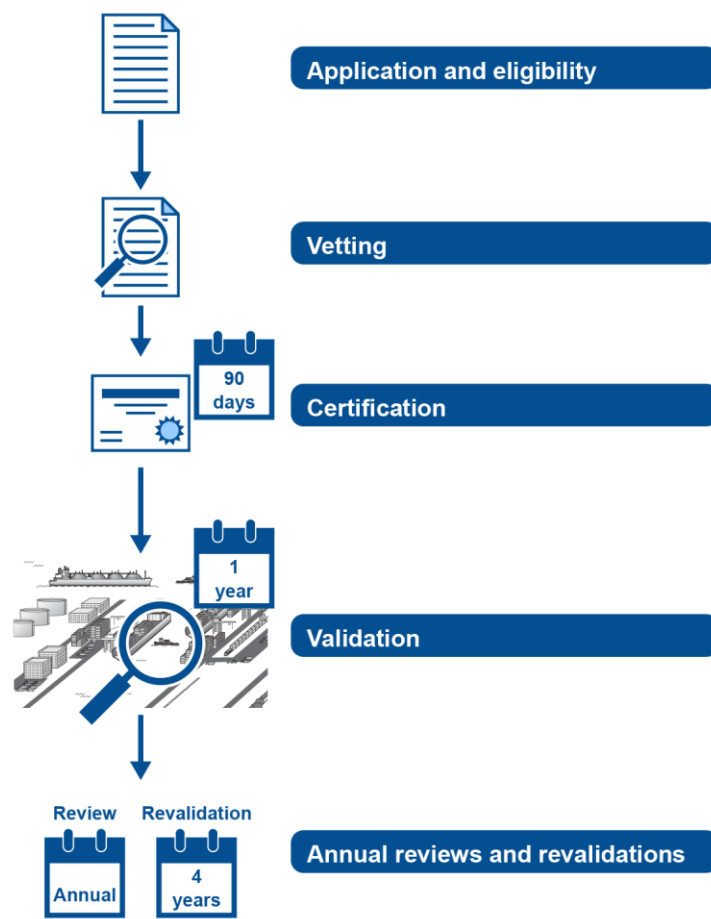 Application and eligibility
Vetting
90
days
Certification
1
year
Validation
Review
Revalidation
Annual
4
years
Annual reviews and revalidations